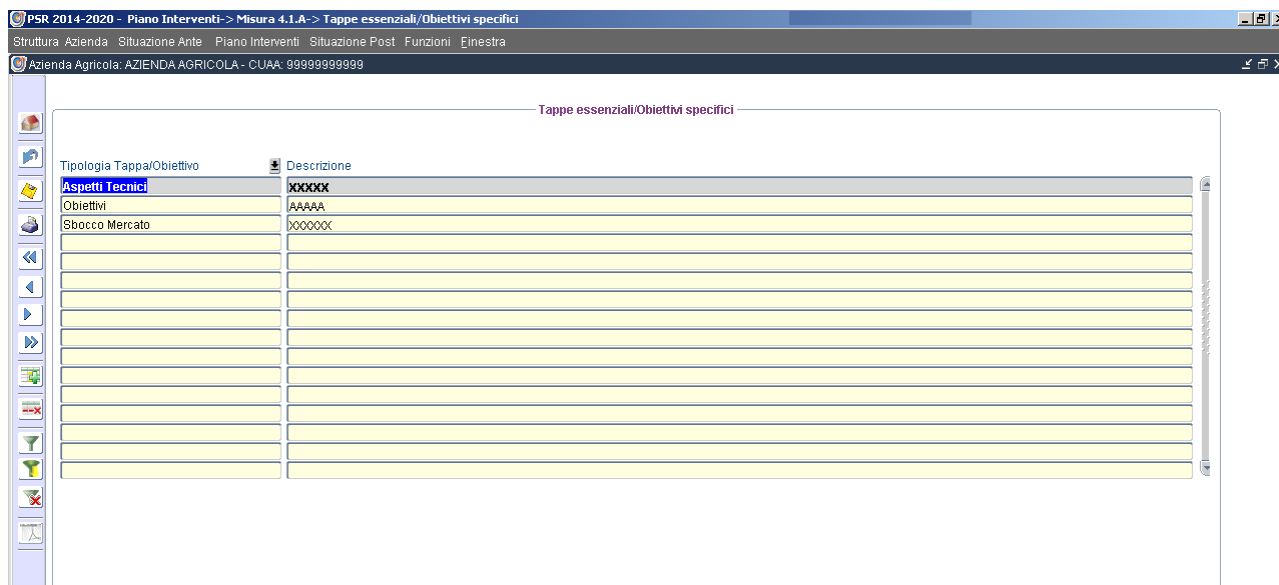 PSR 2014-2020 - Piano Interventi-> Misura 4.1.A-> Tappe essenziali/Obiettivi specifici
Struttura Azienda Situazione Ante Piano Interventi Situazione Post Funzioni Finestra
Azienda Agricola: AZIENDA AGRICOLA - CUAA: 99999999999
Tappe essenziali/Obiettivi specifici
Tipologia Tappa/Obiettivo Descrizione
Aspetti Tecnici XXXXX
Obiettivi AAAAA
Sbocco Mercato XXXXXX